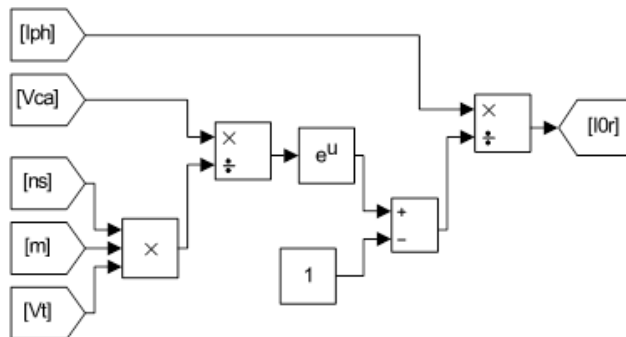 [Iph]
[Vca]
×
÷
e^u
×
÷
[I0r]
[ns]
[m]
[Vt]
×
1
+
−